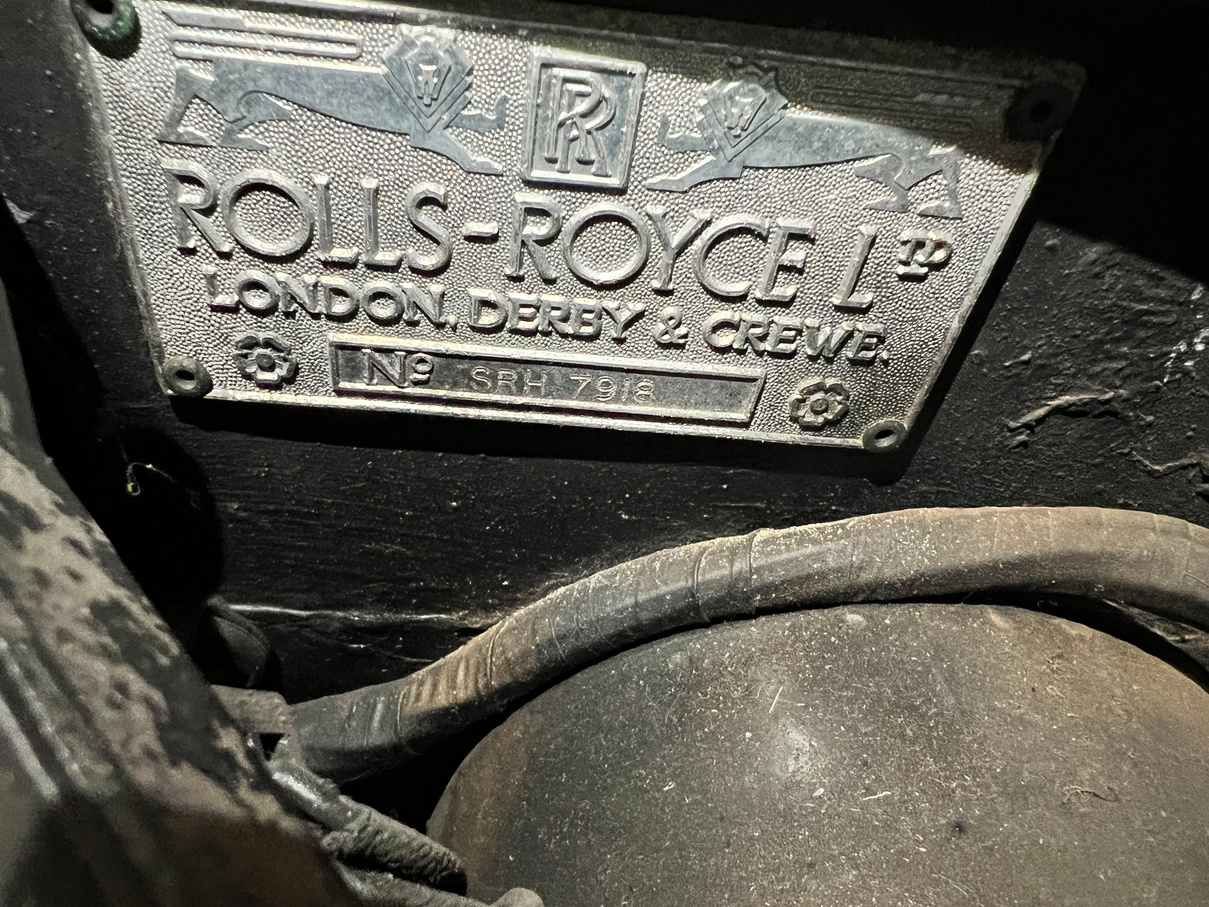 RR
ROLLS-ROYCE LTD
LONDON, DERBY & CREWE.
No SRH 7918